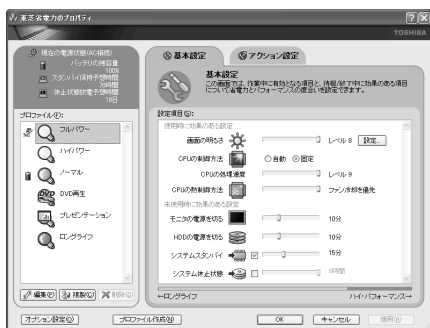 東芝省電力のプロパティ
TOSHIBA
現在の電源状態(AC接続)
バッテリの残容量
100%
スタンバイ保持予想時間
76時間
休止状態放電予想時間
18日
プロファイル(F):
フルパワー
ハイパワー
ノーマル
DVD再生
プレゼンテーション
ロングライフ
編集(E)
複製(C)
削除(D)
基本設定
アクション設定
基本設定
この画面では、作業中に有効となる項目と、待機/終了中に効果のある項目について省電力とパフォーマンスの度合いを設定できます。
設定項目(S):
使用時に効果のある設定
画面の明るさ
レベル 8
設定...
CPUの制御方法
自動
固定
CPUの処理速度
レベル 9
CPUの熱制御方法
ファン冷却を優先
未使用時に効果のある設定
モニタの電源を切る
10分
HDDの電源を切る
10分
システムスタンバイ
15分
システム休止状態
←ロングライフ
ハイ・パフォーマンス→
オプション設定(O)
プロファイル作成(N)
OK
キャンセル
適用(A)